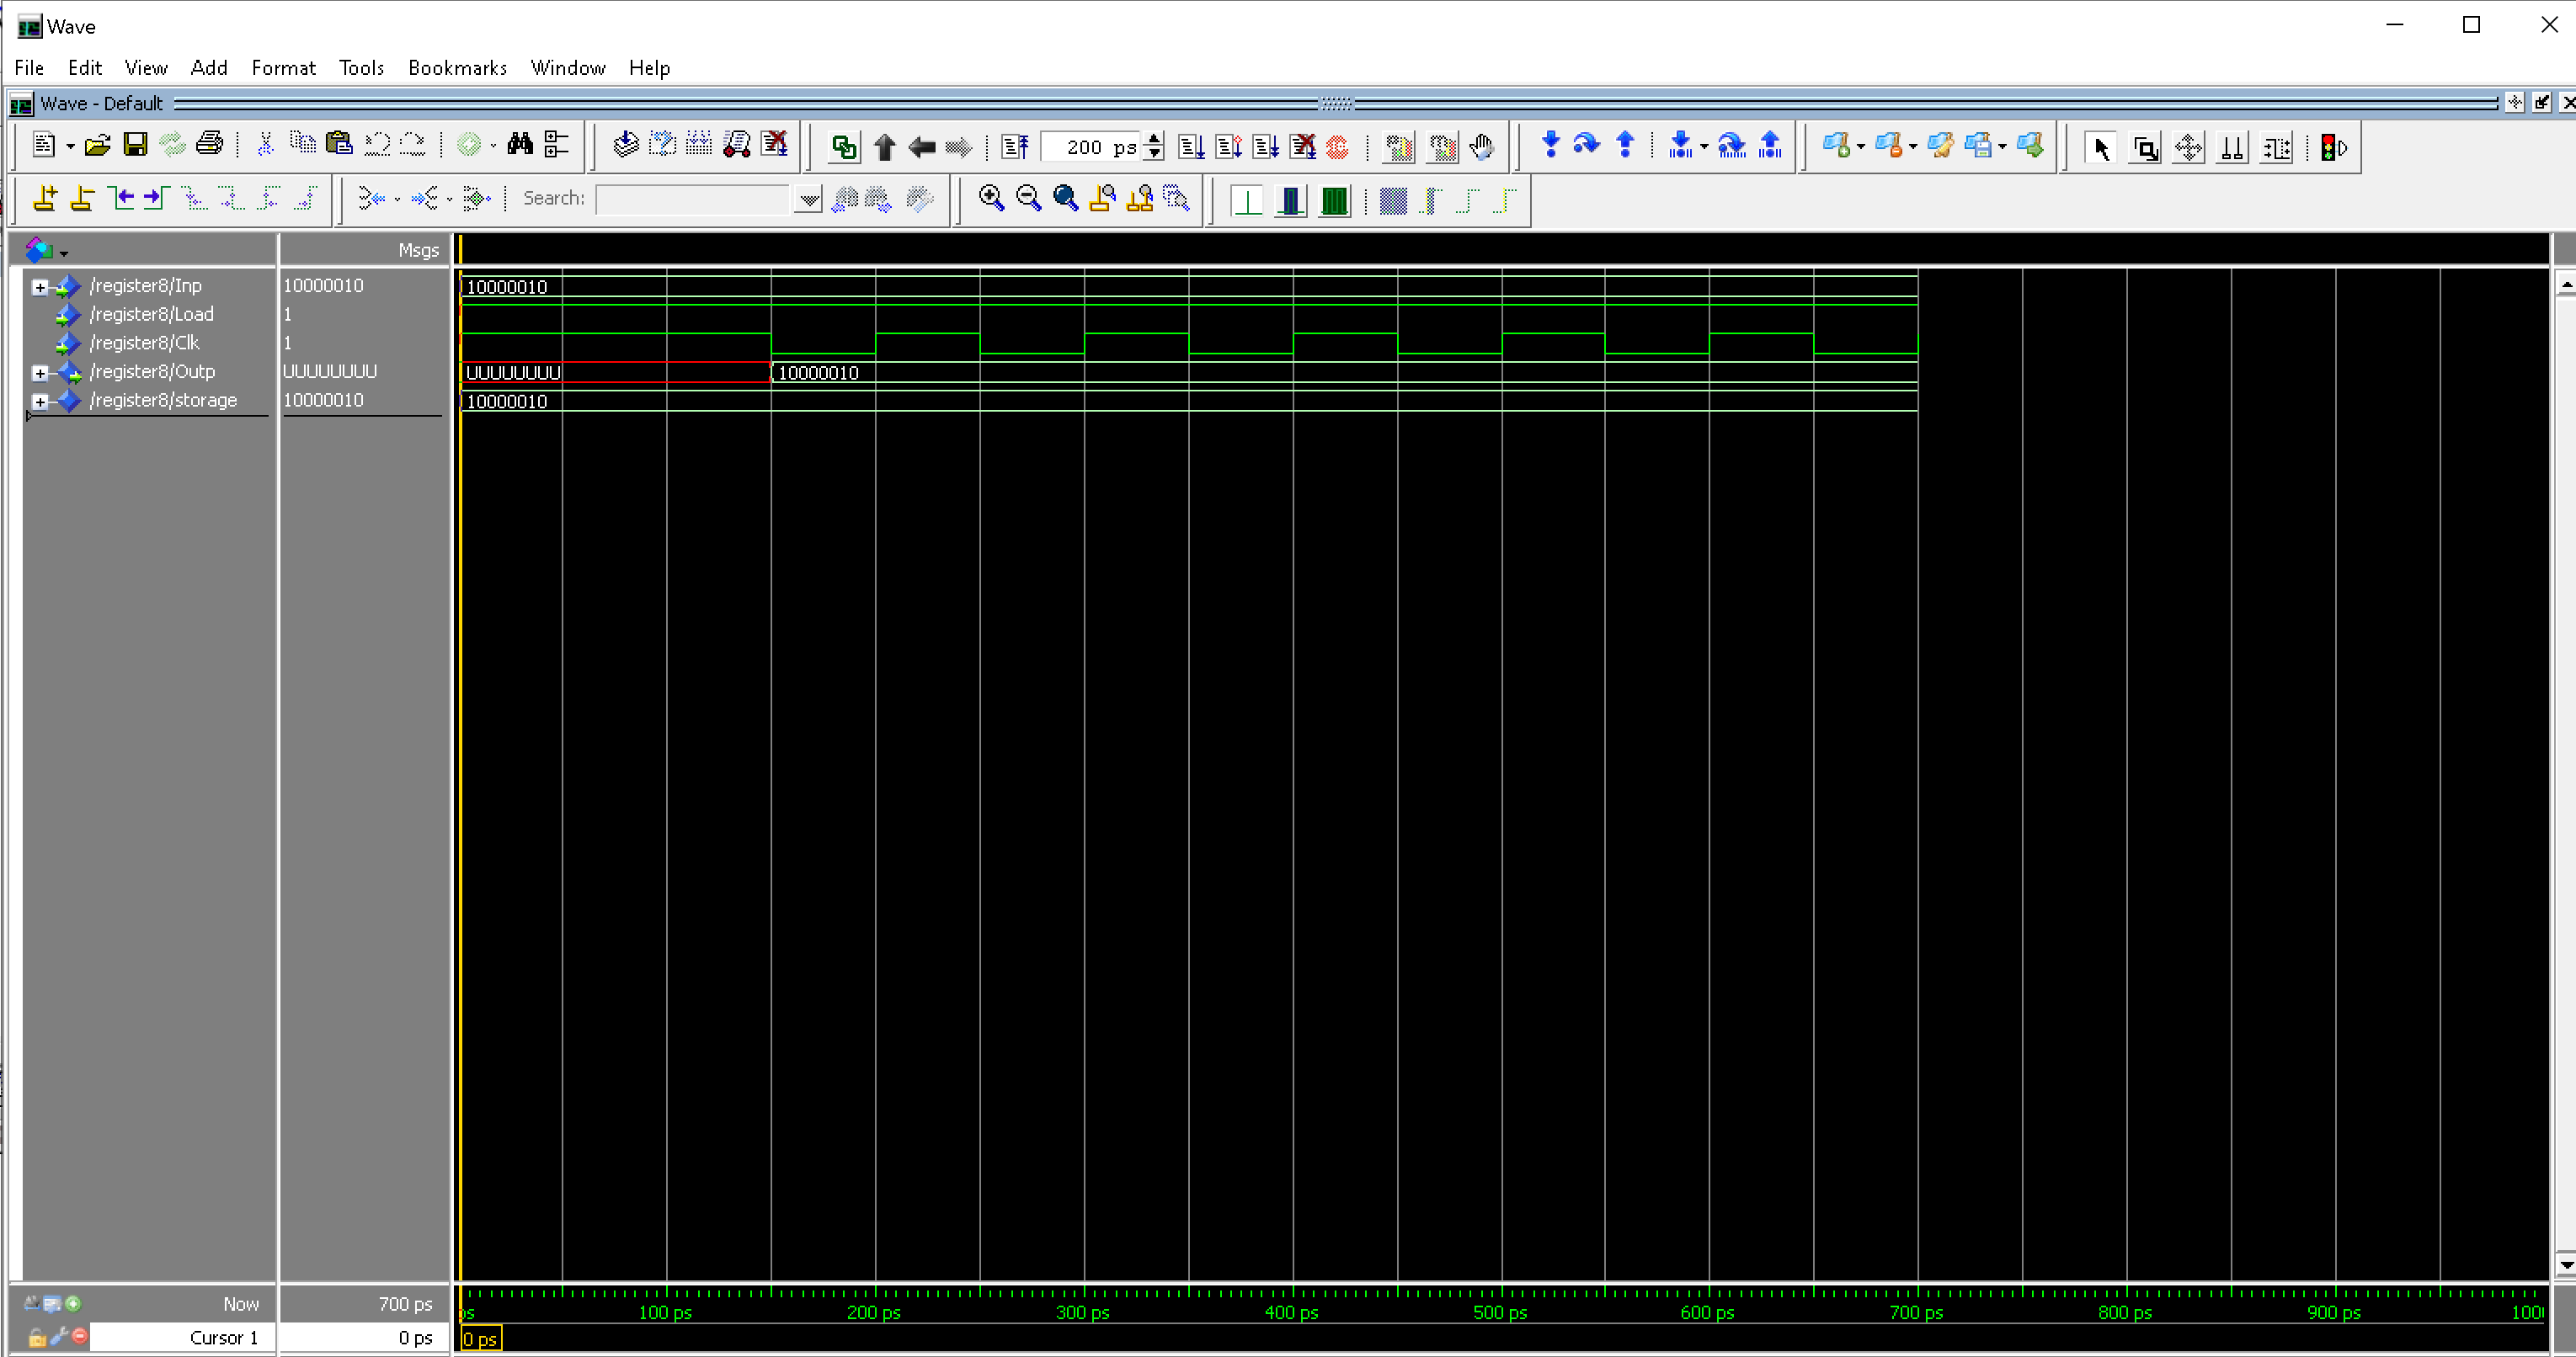 Wave
File Edit View Add Format Tools Bookmarks Window Help
Wave - Default
200 ps
Search:
Msgs
/register8/Inp 10000010 10000010
/register8/Load 1
/register8/Clk 1
/register8/Outp UUUUUUUU UUUUUUUU 10000010
/register8/storage 10000010 10000010
Now 700 ps ps 100 ps 200 ps 300 ps 400 ps 500 ps 600 ps 700 ps 800 ps 900 ps 100
Cursor 1 0 ps 0 ps